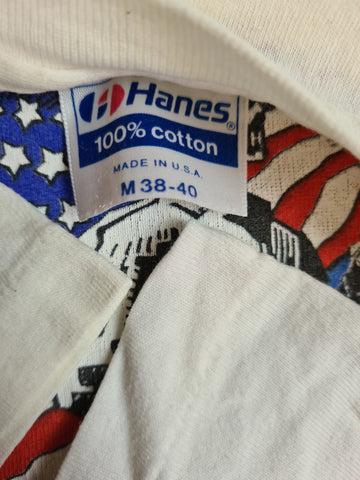 Hanes®
100% cotton
MADE IN U.S.A.
M 38-40